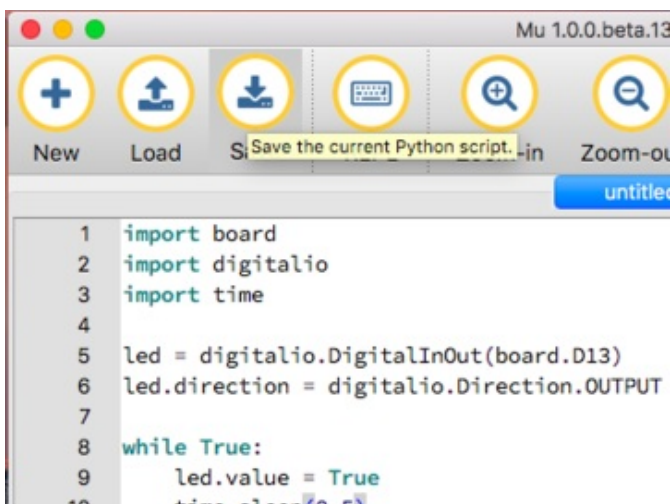 Mu 1.0.0.beta.13
New Load Zoom-ou
Save the current Python script.
untitle
1 import board
2 import digitalio
3 import time
4
5 led = digitalio.DigitalInOut(board.D13)
6 led.direction = digitalio.Direction.OUTPUT
7
8 while True:
9 led.value = True